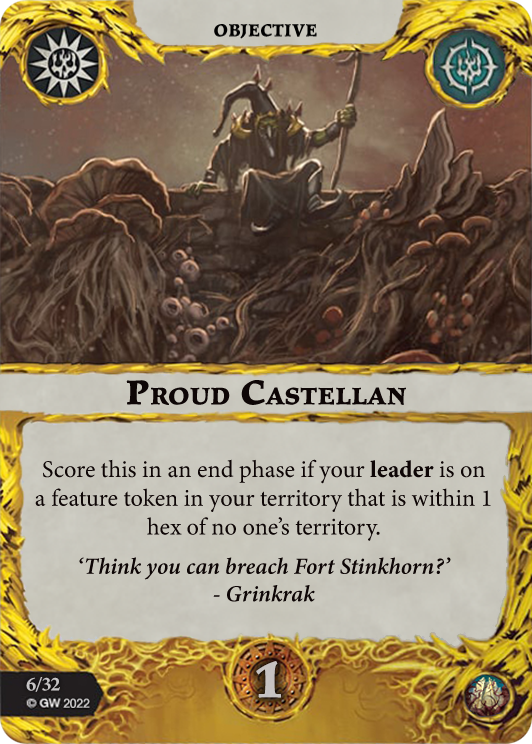 OBJECTIVE
PROUD CASTELLAN
Score this in an end phase if your leader is on
a feature token in your territory that is within 1
hex of no one's territory.
‘Think you can breach Fort Stinkhorn?’
- Grinkrak
1
6/32
© GW 2022